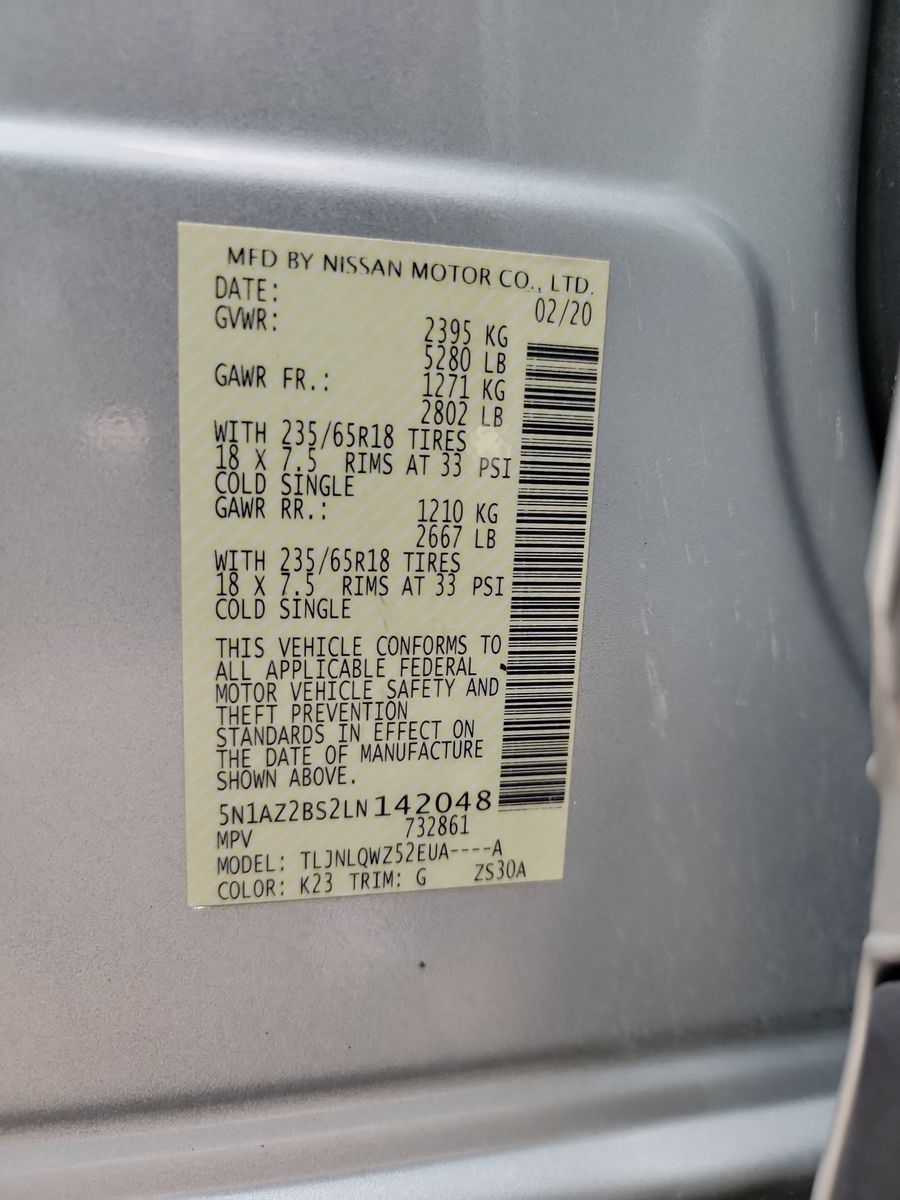 MFD BY NISSAN MOTOR CO., LTD.
DATE: 02/20
GVWR: 2395 KG
5280 LB
GAWR FR.: 1271 KG
2802 LB
WITH 235/65R18 TIRES
18 X 7.5 RIMS AT 33 PSI
COLD SINGLE
GAWR RR.: 1210 KG
2667 LB
WITH 235/65R18 TIRES
18 X 7.5 RIMS AT 33 PSI
COLD SINGLE
THIS VEHICLE CONFORMS TO
ALL APPLICABLE FEDERAL
MOTOR VEHICLE SAFETY AND
THEFT PREVENTION
STANDARDS IN EFFECT ON
THE DATE OF MANUFACTURE
SHOWN ABOVE.
5N1AZ2BS2LN142048
MPV 732861
MODEL: TLJNLQWZ52EUA----A
COLOR: K23 TRIM: G ZS30A